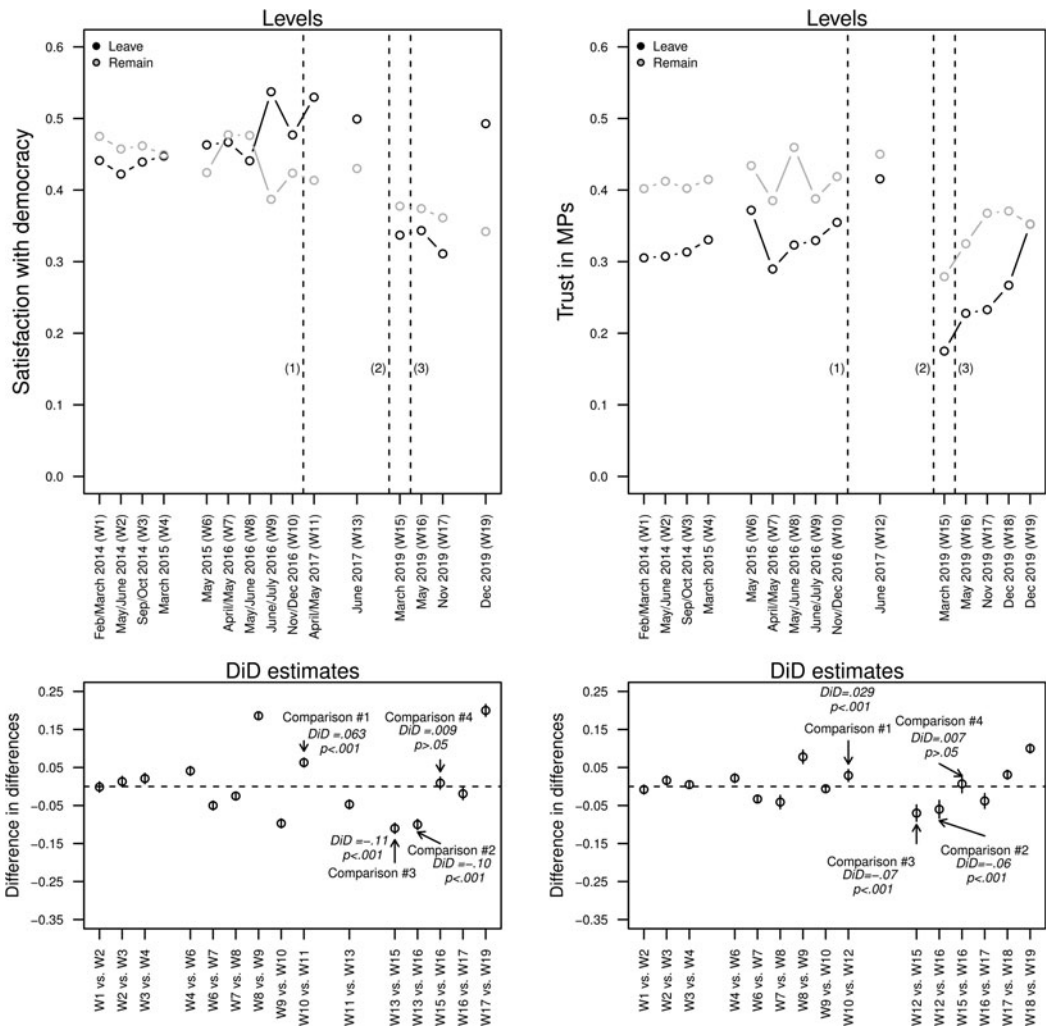 Levels
Leave
Remain
Satisfaction with democracy
0.6
0.5
0.4
0.3
0.2
0.1
0.0
(1)
(2)
(3)
Feb/March 2014 (W1)
May/June 2014 (W2)
Sep/Oct 2014 (W3)
March 2015 (W4)
May 2015 (W6)
April/May 2016 (W7)
May/June 2016 (W8)
June/July 2016 (W9)
Nov/Dec 2016 (W10)
April/May 2017 (W11)
June 2017 (W13)
March 2019 (W15)
May 2019 (W16)
Nov 2019 (W17)
Dec 2019 (W19)
Levels
Leave
Remain
Trust in MPs
0.6
0.5
0.4
0.3
0.2
0.1
0.0
(1)
(2)
(3)
Feb/March 2014 (W1)
May/June 2014 (W2)
Sep/Oct 2014 (W3)
March 2015 (W4)
May 2015 (W6)
April/May 2016 (W7)
May/June 2016 (W8)
June/July 2016 (W9)
Nov/Dec 2016 (W10)
June 2017 (W12)
March 2019 (W15)
May 2019 (W16)
Nov 2019 (W17)
Dec 2019 (W18)
Dec 2019 (W19)
DiD estimates
Difference in differences
0.25
0.15
0.05
−0.05
−0.15
−0.25
−0.35
Comparison #1
DiD =.063
p<.001
Comparison #4
DiD =.009
p>.05
DiD =−.11
p<.001
Comparison #3
Comparison #2
DiD =−.10
p<.001
W1 vs. W2
W2 vs. W3
W3 vs. W4
W4 vs. W6
W6 vs. W7
W7 vs. W8
W8 vs. W9
W9 vs. W10
W10 vs. W11
W11 vs. W13
W13 vs. W15
W13 vs. W16
W15 vs. W16
W16 vs. W17
W17 vs. W19
DiD estimates
Difference in differences
0.25
0.15
0.05
−0.05
−0.15
−0.25
−0.35
DiD=.029
p<.001
Comparison #1
Comparison #4
DiD=.007
p>.05
Comparison #3
DiD=−.07
p<.001
Comparison #2
DiD=−.06
p<.001
W1 vs. W2
W2 vs. W3
W3 vs. W4
W4 vs. W6
W6 vs. W7
W7 vs. W8
W8 vs. W9
W9 vs. W10
W10 vs. W12
W12 vs. W15
W12 vs. W16
W15 vs. W16
W16 vs. W17
W17 vs. W18
W18 vs. W19